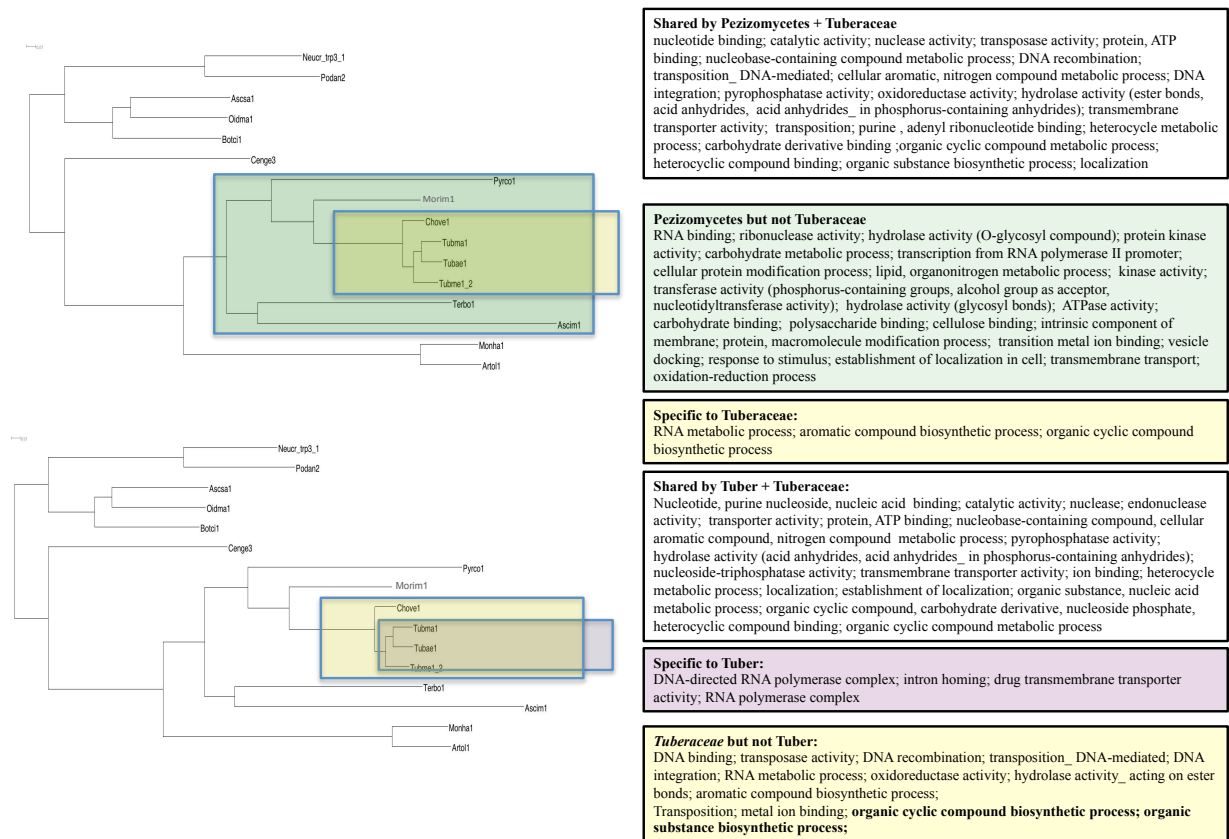 Neucr_trp3_1
Podan2
Ascsa1
Oidma1
Botci1
Cenge3
Pyrco1
Morim1
Chove1
Tubma1
Tubae1
Tubme1_2
Terbo1
Ascim1
Monha1
Artol1
Neucr_trp3_1
Podan2
Ascsa1
Oidma1
Botci1
Cenge3
Pyrco1
Morim1
Chove1
Tubma1
Tubae1
Tubme1_2
Terbo1
Ascim1
Monha1
Artol1
Shared by Pezizomycetes + Tuberaceae
nucleotide binding; catalytic activity; nuclease activity; transposase activity; protein, ATP
binding; nucleobase-containing compound metabolic process; DNA recombination;
transposition_ DNA-mediated; cellular aromatic, nitrogen compound metabolic process; DNA
integration; pyrophosphatase activity; oxidoreductase activity; hydrolase activity (ester bonds,
acid anhydrides, acid anhydrides_ in phosphorus-containing anhydrides); transmembrane
transporter activity; transposition; purine , adenyl ribonucleotide binding; heterocycle metabolic
process; carbohydrate derivative binding ;organic cyclic compound metabolic process;
heterocyclic compound binding; organic substance biosynthetic process; localization
Pezizomycetes but not Tuberaceae
RNA binding; ribonuclease activity; hydrolase activity (O-glycosyl compound); protein kinase
activity; carbohydrate metabolic process; transcription from RNA polymerase II promoter;
cellular protein modification process; lipid, organonitrogen metabolic process; kinase activity;
transferase activity (phosphorus-containing groups, alcohol group as acceptor,
nucleotidyltransferase activity); hydrolase activity (glycosyl bonds); ATPase activity;
carbohydrate binding; polysaccharide binding; cellulose binding; intrinsic component of
membrane; protein, macromolecule modification process; transition metal ion binding; vesicle
docking; response to stimulus; establishment of localization in cell; transmembrane transport;
oxidation-reduction process
Specific to Tuberaceae:
RNA metabolic process; aromatic compound biosynthetic process; organic cyclic compound
biosynthetic process
Shared by Tuber + Tuberaceae:
Nucleotide, purine nucleoside, nucleic acid binding; catalytic activity; nuclease; endonuclease
activity; transporter activity; protein, ATP binding; nucleobase-containing compound, cellular
aromatic compound, nitrogen compound metabolic process; pyrophosphatase activity;
hydrolase activity (acid anhydrides, acid anhydrides_ in phosphorus-containing anhydrides);
nucleoside-triphosphatase activity; transmembrane transporter activity; ion binding; heterocycle
metabolic process; localization; establishment of localization; organic substance, nucleic acid
metabolic process; organic cyclic compound, carbohydrate derivative, nucleoside phosphate,
heterocyclic compound binding; organic cyclic compound metabolic process
Specific to Tuber:
DNA-directed RNA polymerase complex; intron homing; drug transmembrane transporter
activity; RNA polymerase complex
Tuberaceae but not Tuber:
DNA binding; transposase activity; DNA recombination; transposition_ DNA-mediated; DNA
integration; RNA metabolic process; oxidoreductase activity; hydrolase activity_ acting on ester
bonds; aromatic compound biosynthetic process;
Transposition; metal ion binding; organic cyclic compound biosynthetic process; organic
substance biosynthetic process;